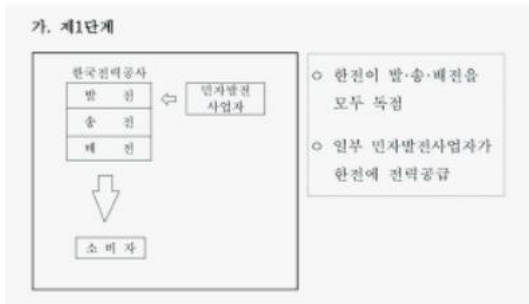 가. 제1단계
한국전력공사
발 전
민자발전
사업자
송 전
배 전
소 비 자
ㅇ 한전이 발·송·배전을
모두 독점
ㅇ 일부 민자발전사업자가
한전에 전력공급